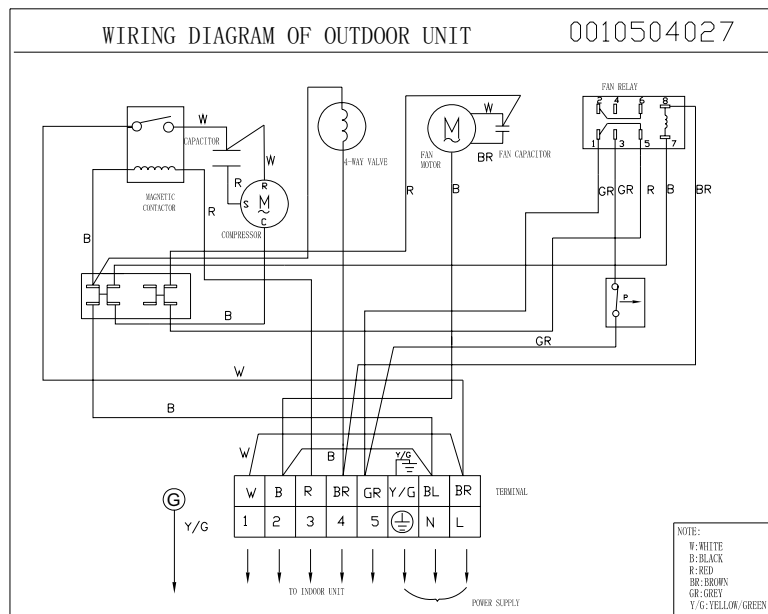 WIRING DIAGRAM OF OUTDOOR UNIT
0010504027
FAN RELAY
2 4 6 8
1 3 5 7
W
CAPACITOR
W
R
MAGNETIC
CONTACTOR
R
S
R
M
C
COMPRESSOR
4-WAY VALVE
M
FAN
MOTOR
W
BR
FAN CAPACITOR
R
B
GR
GR
R
B
BR
B
B
P
GR
W
B
W
B
Y/G
W B R BR GR Y/G BL BR
TERMINAL
1 2 3 4 5 N L
G
Y/G
TO INDOOR UNIT
POWER SUPPLY
NOTE:
W:WHITE
B:BLACK
R:RED
BR:BROWN
GR:GREY
Y/G:YELLOW/GREEN